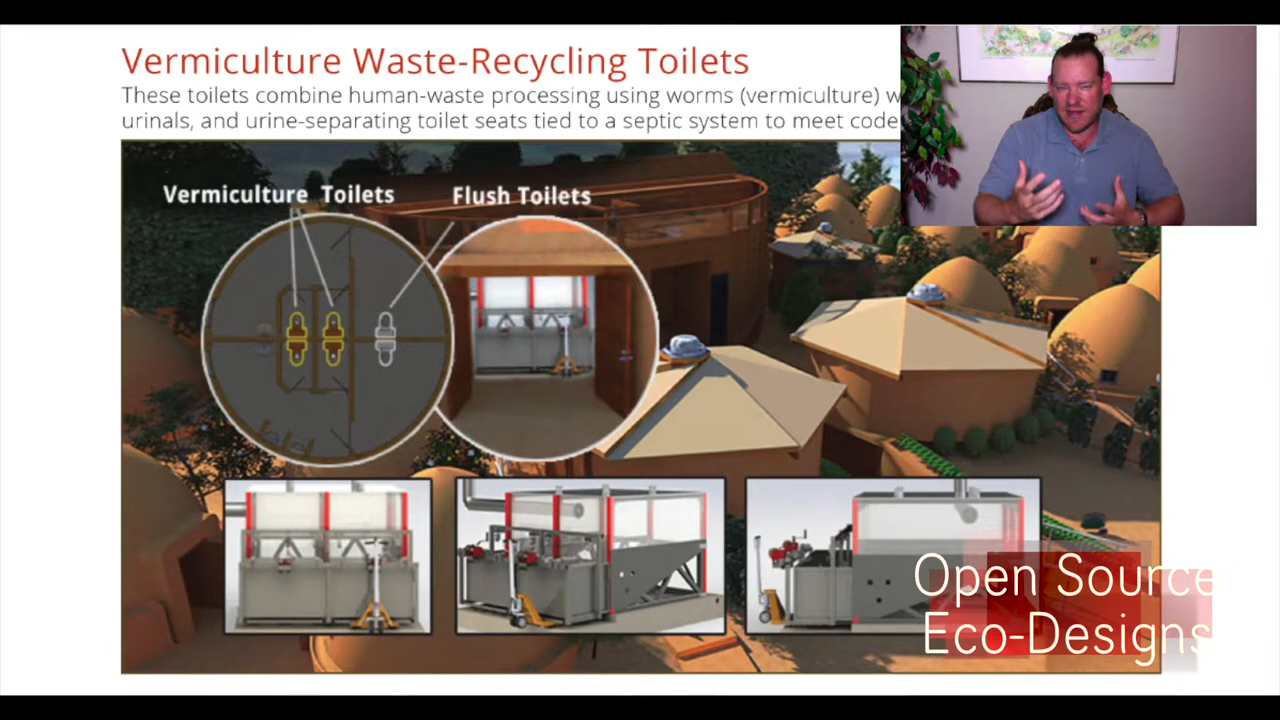 Vermiculture Waste-Recycling Toilets
These toilets combine human-waste processing using worms (vermiculture) w
urinals, and urine-separating toilet seats tied to a septic system to meet code
Vermiculture Toilets
Flush Toilets
Open Source
Eco-Designs